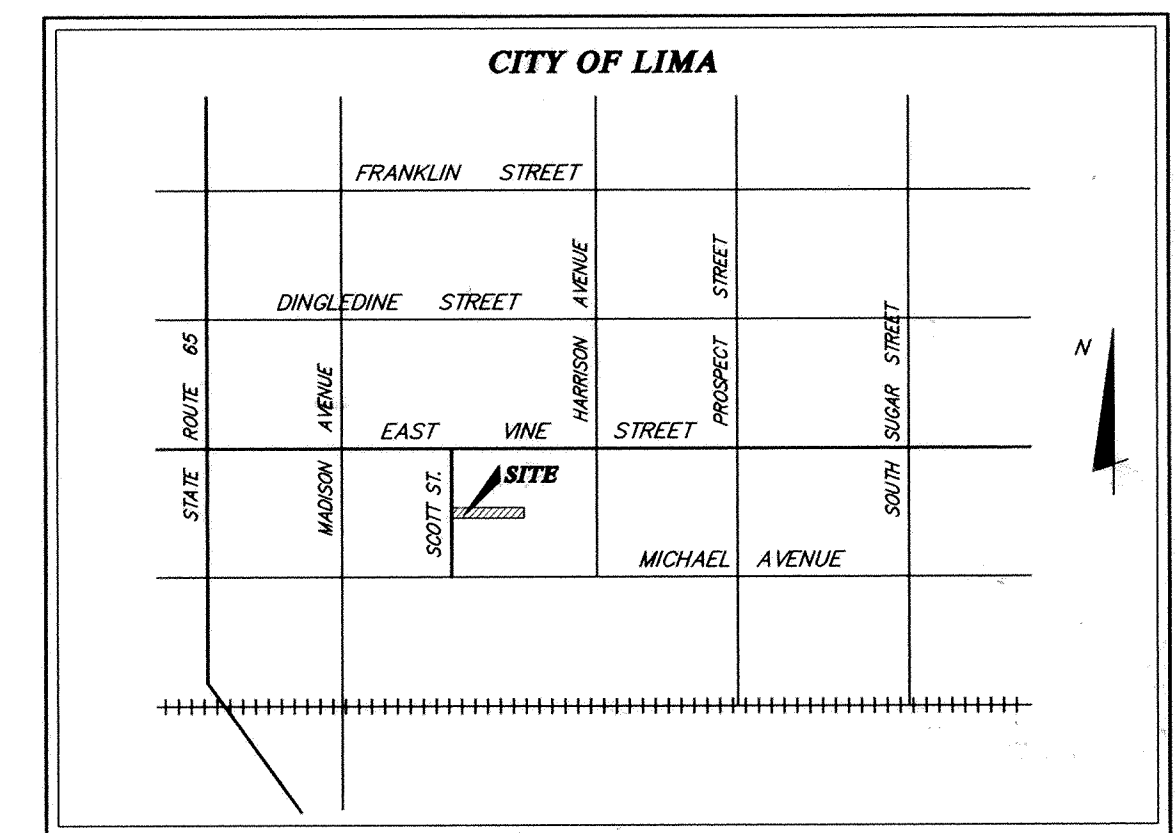 CITY OF LIMA
FRANKLIN STREET
DINGLEDINE STREET
STATE ROUTE 65
MADISON AVENUE
HARRISON AVENUE
PROSPECT STREET
SOUTH SUGAR STREET
N
EAST VINE STREET
SCOTT ST.
SITE
MICHAEL AVENUE